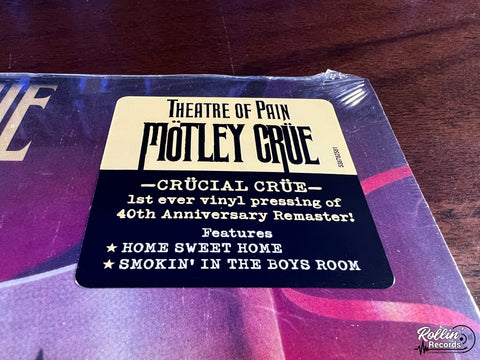 THEATRE OF PAIN
MÖTLEY CRÜE
—CRÜCIAL CRÜE—
1st ever vinyl pressing of
40th Anniversary Remaster!
Features
★ HOME SWEET HOME
★ SMOKIN' IN THE BOYS ROOM
Rollin
Records